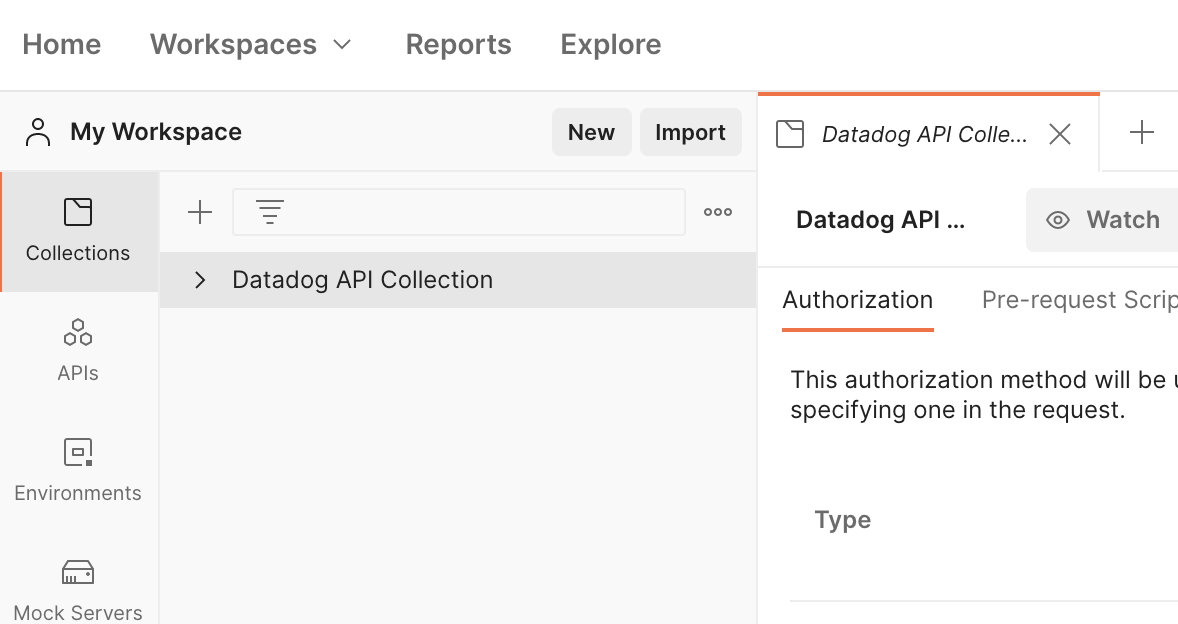 Home Workspaces Reports Explore
My Workspace New Import
Datadog API Colle...
Collections
Datadog API ... Watch
Datadog API Collection
Authorization Pre-request Scrip
APIs
This authorization method will be
specifying one in the request.
Environments
Type
Mock Servers